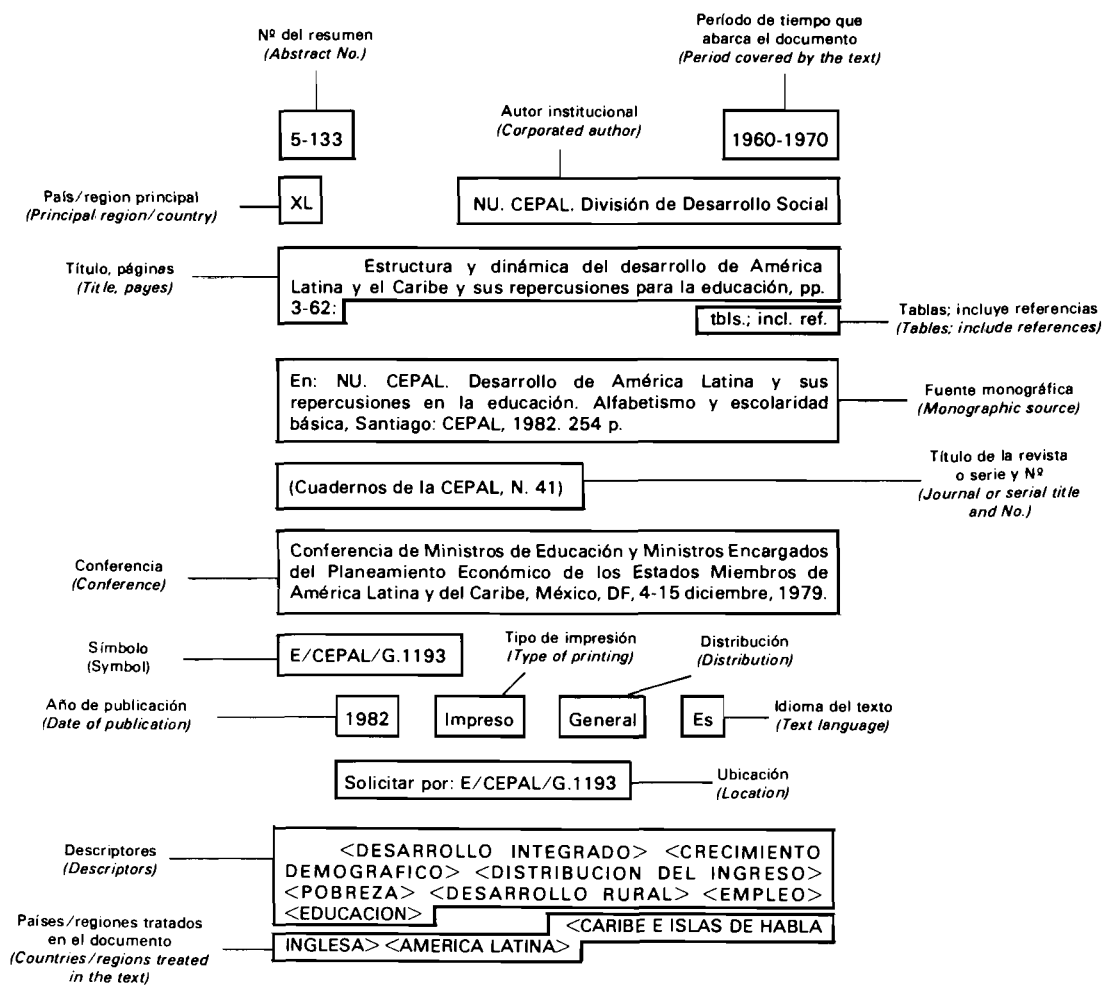 Período de tiempo que
abarca el documento
(Period covered by the text)
Nº del resumen
(Abstract No.)
Autor institucional
(Corporated author)
5-133
1960-1970
País/region principal
(Principal region/country)
XL
NU. CEPAL. División de Desarrollo Social
Título, páginas
(Title, pages)
Estructura y dinámica del desarrollo de América
Latina y el Caribe y sus repercusiones para la educación, pp.
3-62:
tbls.; incl. ref.
Tablas; incluye referencias
(Tables; include references)
En: NU. CEPAL. Desarrollo de América Latina y sus
repercusiones en la educación. Alfabetismo y escolaridad
básica, Santiago: CEPAL, 1982. 254 p.
Fuente monográfica
(Monographic source)
(Cuadernos de la CEPAL, N. 41)
Título de la revista
o serie y Nº
(Journal or serial title
and No.)
Conferencia
(Conference)
Conferencia de Ministros de Educación y Ministros Encargados
del Planeamiento Económico de los Estados Miembros de
América Latina y del Caribe, México, DF, 4-15 diciembre, 1979.
Símbolo
(Symbol)
E/CEPAL/G.1193
Tipo de impresión
(Type of printing)
Distribución
(Distribution)
Año de publicación
(Date of publication)
1982
Impreso
General
Es
Idioma del texto
(Text language)
Solicitar por: E/CEPAL/G.1193
Ubicación
(Location)
Descriptores
(Descriptors)
<DESARROLLO INTEGRADO> <CRECIMIENTO
DEMOGRAFICO> <DISTRIBUCION DEL INGRESO>
<POBREZA> <DESARROLLO RURAL> <EMPLEO>
<EDUCACION>
Países/regiones tratados
en el documento
(Countries/regions treated
in the text)
<CARIBE E ISLAS DE HABLA
INGLESA> <AMERICA LATINA>